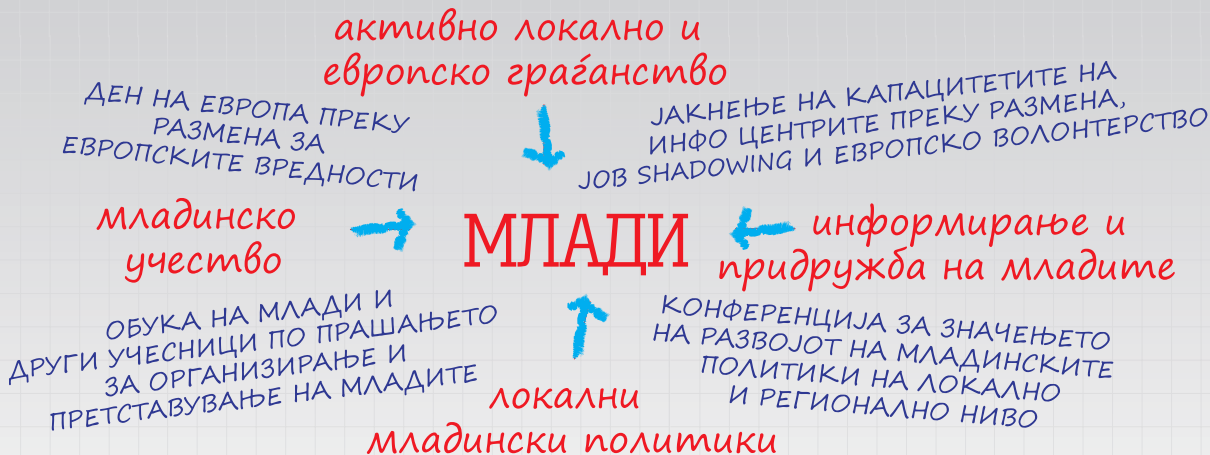 активно локално и
европско граѓанство
ДЕН НА ЕВРОПА ПРЕКУ
РАЗМЕНА ЗА
ЕВРОПСКИТЕ ВРЕДНОСТИ
ЈАКНЕЊЕ НА КАПАЦИТЕТИТЕ НА
ИНФО ЦЕНТРИТЕ ПРЕКУ РАЗМЕНА,
JOB SHADOWING И ЕВРОПСКО ВОЛОНТЕРСТВО
младинско
учество
МЛАДИ
информирање и
придружба на младите
ОБУКА НА МЛАДИ И
ДРУГИ УЧЕСНИЦИ ПО ПРАШАЊЕТО
ЗА ОРГАНИЗИРАЊЕ И
ПРЕТСТАВУВАЊЕ НА МЛАДИТЕ
КОНФЕРЕНЦИЈА ЗА ЗНАЧЕЊЕТО
НА РАЗВОЈОТ НА МЛАДИНСКИТЕ
ПОЛИТИКИ НА ЛОКАЛНО
И РЕГИОНАЛНО НИВО
локални
младински политики